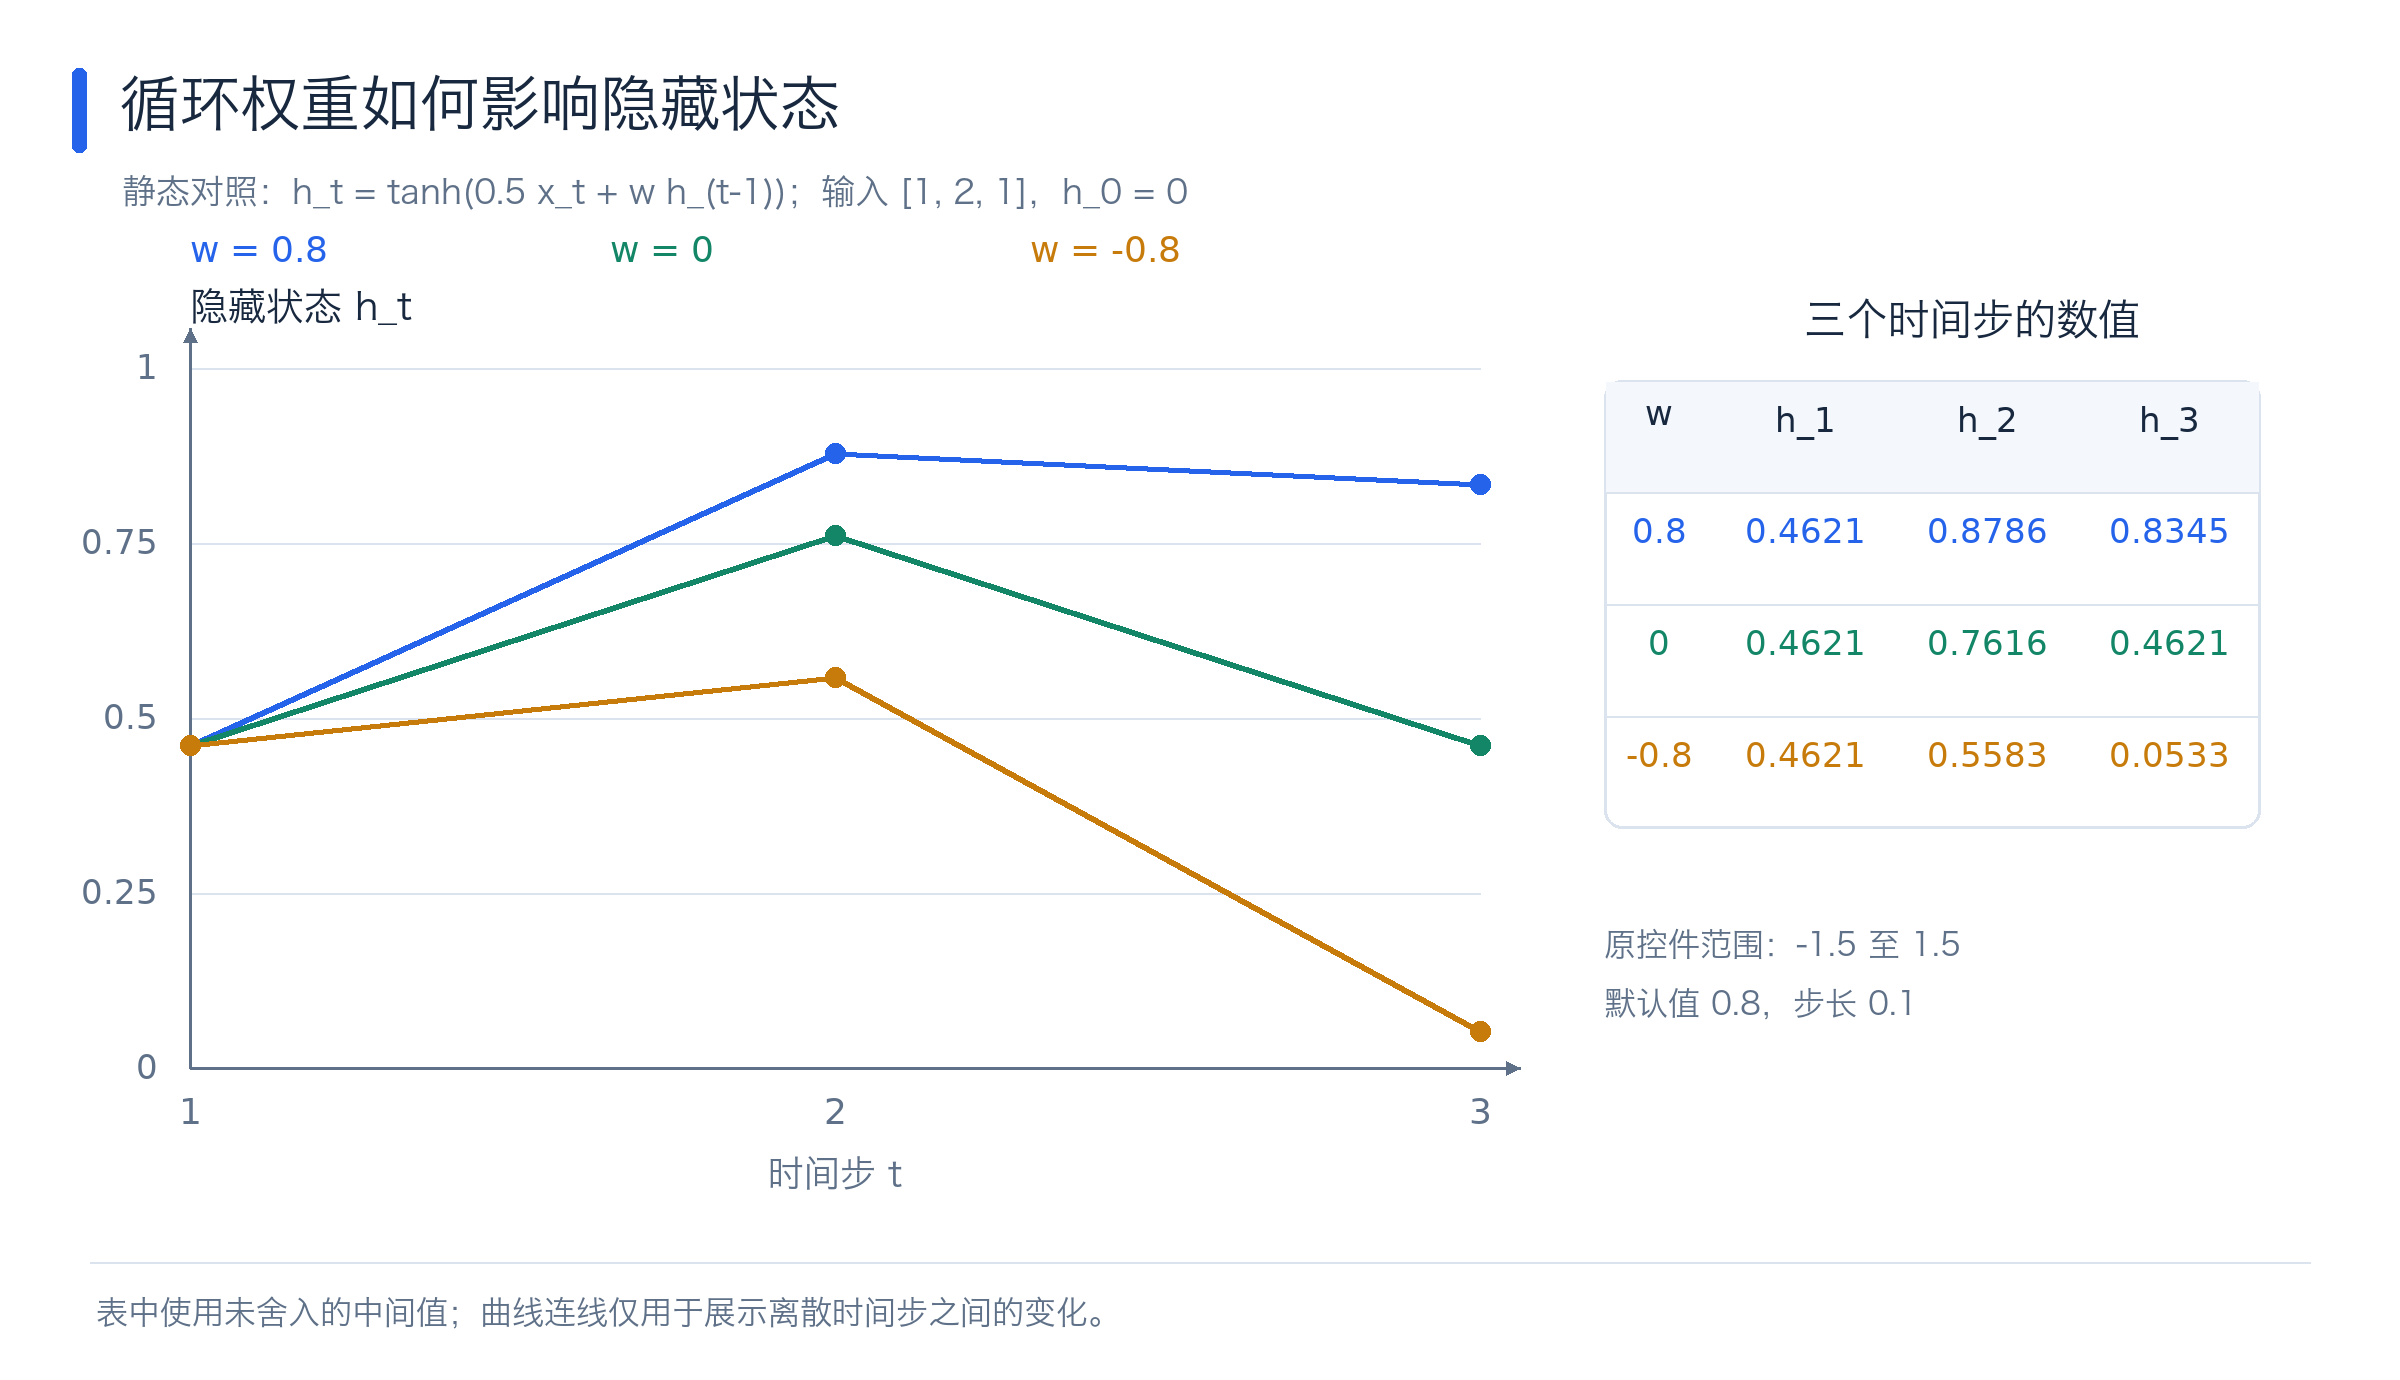 循环权重如何影响隐藏状态
静态对照：h_t = tanh(0.5 x_t + w h_(t-1))；输入 [1, 2, 1]，h_0 = 0
w = 0.8 w = 0 w = -0.8
隐藏状态 h_t
1
0.75
0.5
0.25
0
1 2 3
时间步 t
三个时间步的数值
w h_1 h_2 h_3
0.8 0.4621 0.8786 0.8345
0 0.4621 0.7616 0.4621
-0.8 0.4621 0.5583 0.0533
原控件范围：-1.5 至 1.5
默认值 0.8，步长 0.1
表中使用未舍入的中间值；曲线连线仅用于展示离散时间步之间的变化。